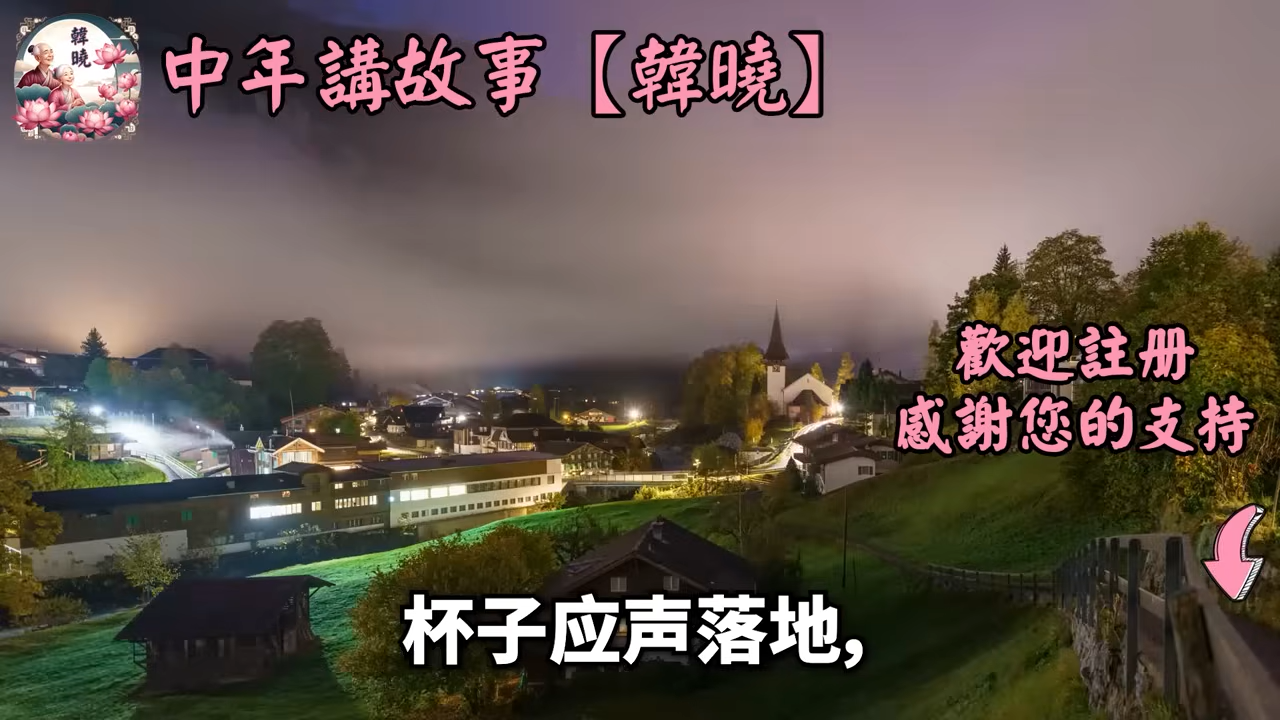 韓
曉
中年講故事【韓曉】
歡迎註册
感謝您的支持
杯子应声落地,